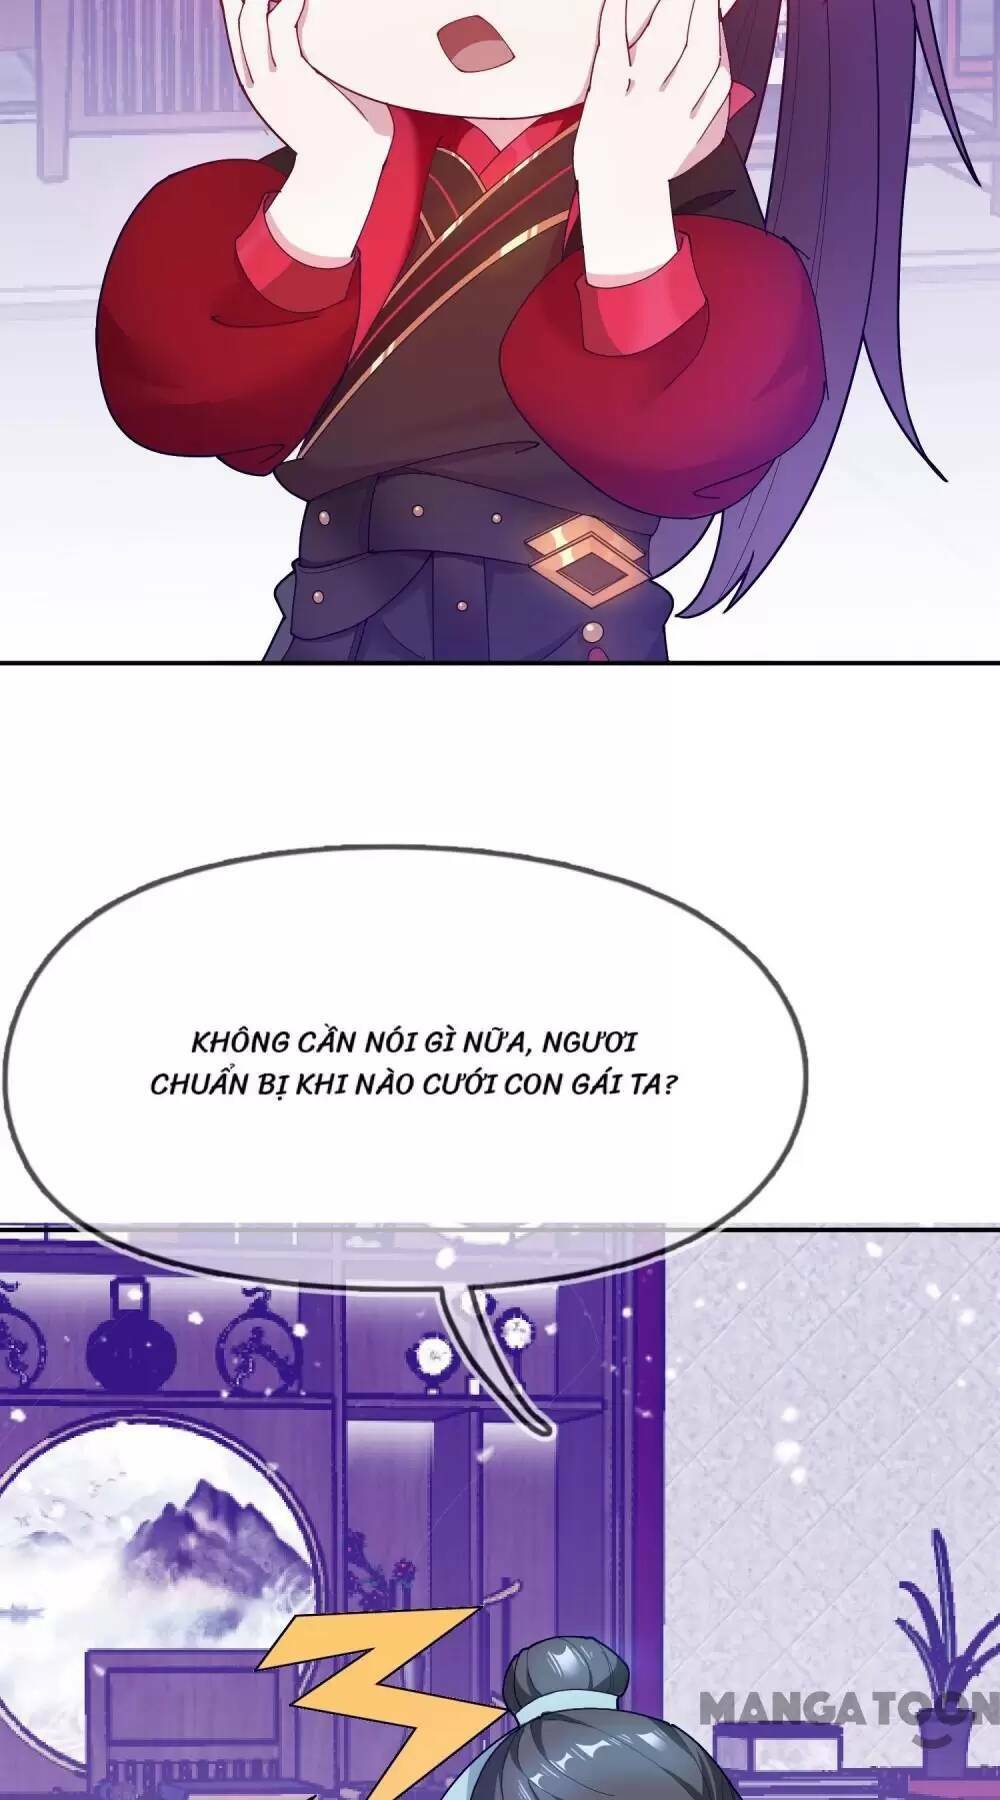 KHÔNG CẦN NÓI GÌ NỮA, NGƯƠI
CHUẨN BỊ KHI NÀO CƯỚI CON GÁI TA?
MANGATOON